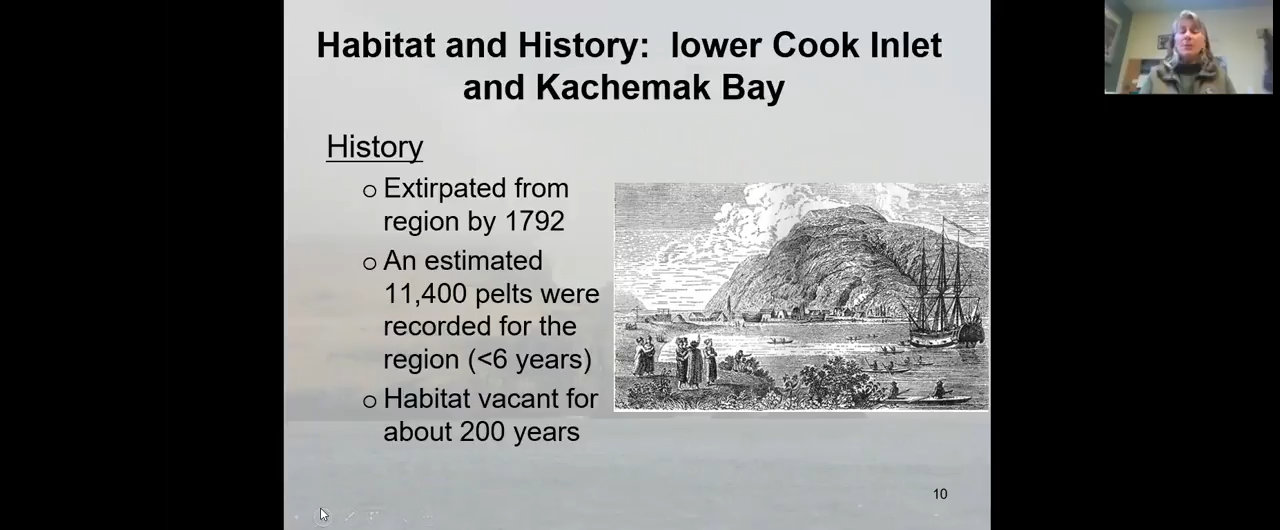 Habitat and History: lower Cook Inlet
and Kachemak Bay
History
o Extirpated from
region by 1792
o An estimated
11,400 pelts were
recorded for the
region (<6 years)
o Habitat vacant for
about 200 years
10